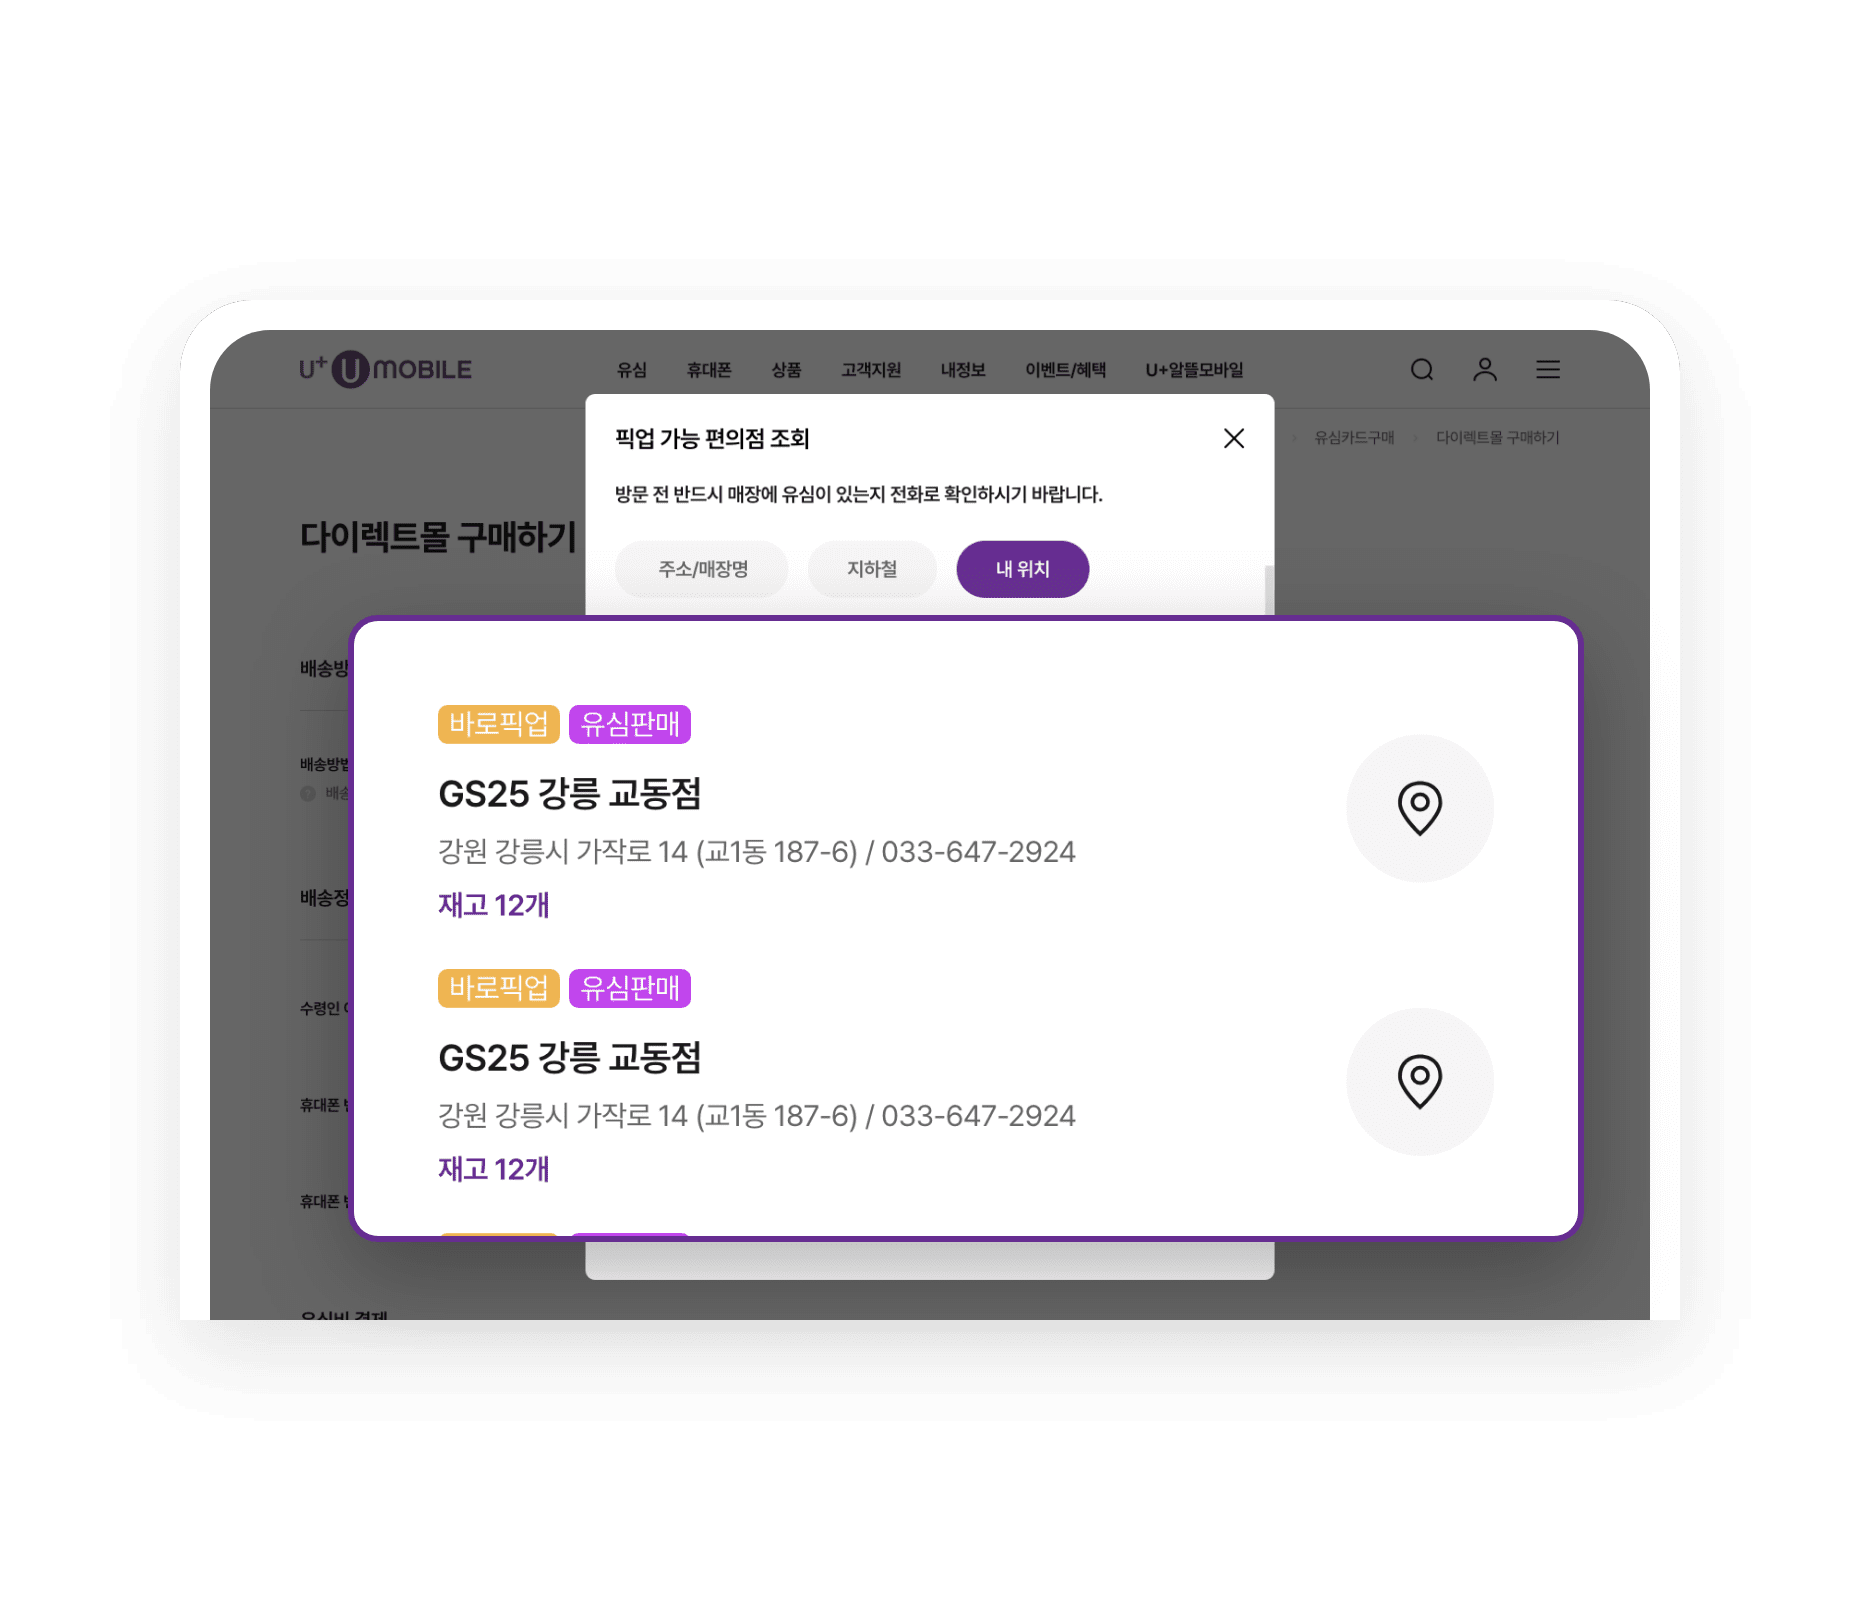 U+ U MOBILE
유심 휴대폰 상품 고객지원 내정보 이벤트/혜택 U+알뜰모바일
유심카드구매 다이렉트몰 구매하기
픽업 가능 편의점 조회
방문 전 반드시 매장에 유심이 있는지 전화로 확인하시기 바랍니다.
다이렉트몰 구매하기
주소/매장명 지하철 내 위치
배송방
바로픽업 유심판매
배송방법
GS25 강릉 교동점
배송
강원 강릉시 가작로 14 (교1동 187-6) / 033-647-2924
재고 12개
배송정
바로픽업 유심판매
수령인
GS25 강릉 교동점
휴대폰
강원 강릉시 가작로 14 (교1동 187-6) / 033-647-2924
재고 12개
휴대폰
유심비 결제